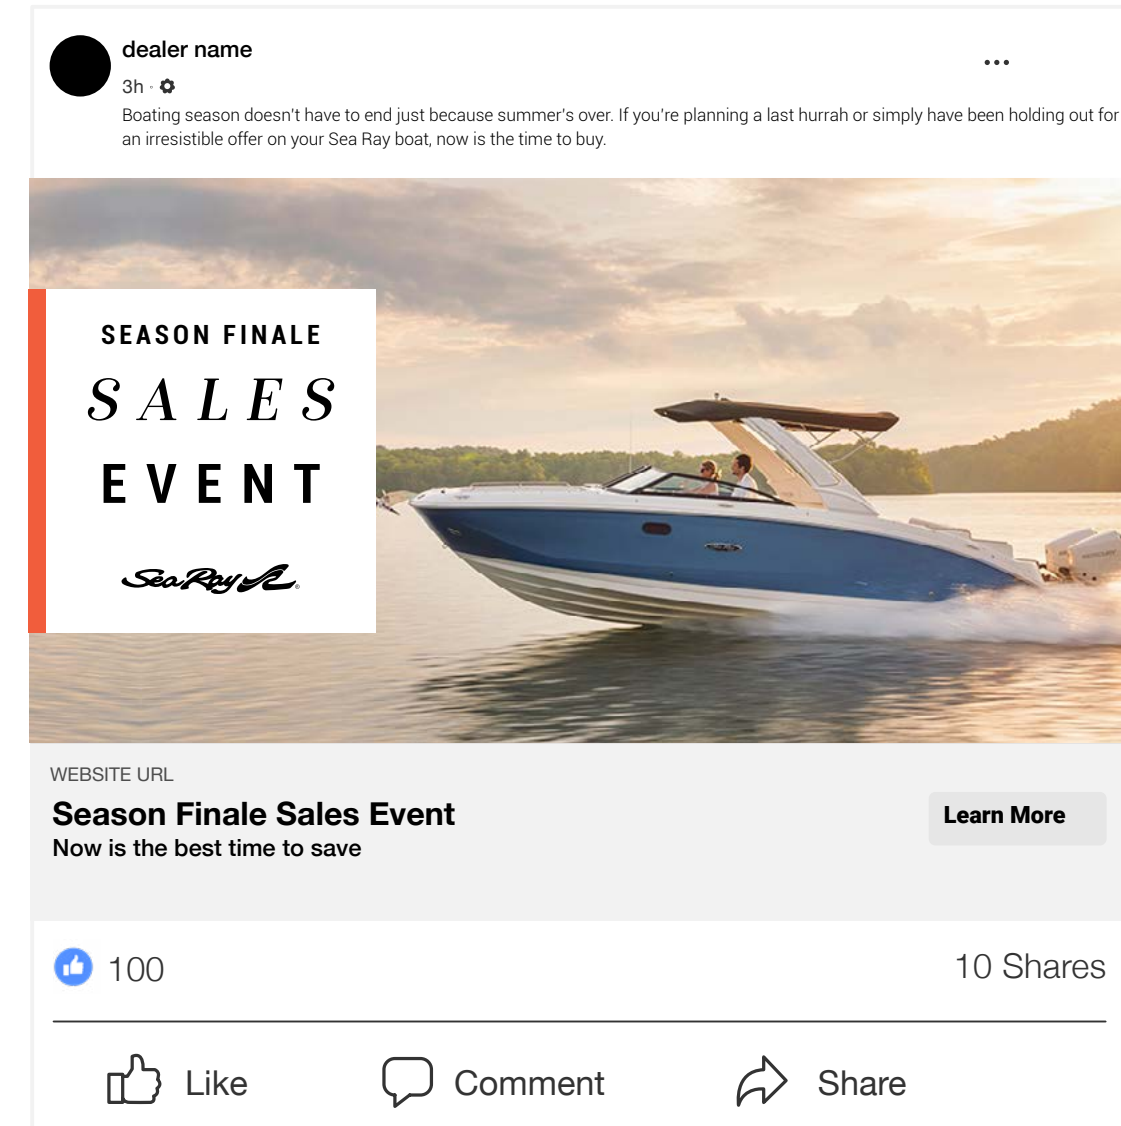 dealer name
3h ·
Boating season doesn't have to end just because summer's over. If you're planning a last hurrah or simply have been holding out for
an irresistible offer on your Sea Ray boat, now is the time to buy.
SEASON FINALE
SALES
EVENT
Sea Ray
MERCURY
WEBSITE URL
Season Finale Sales Event
Now is the best time to save
Learn More
100
10 Shares
Like
Comment
Share